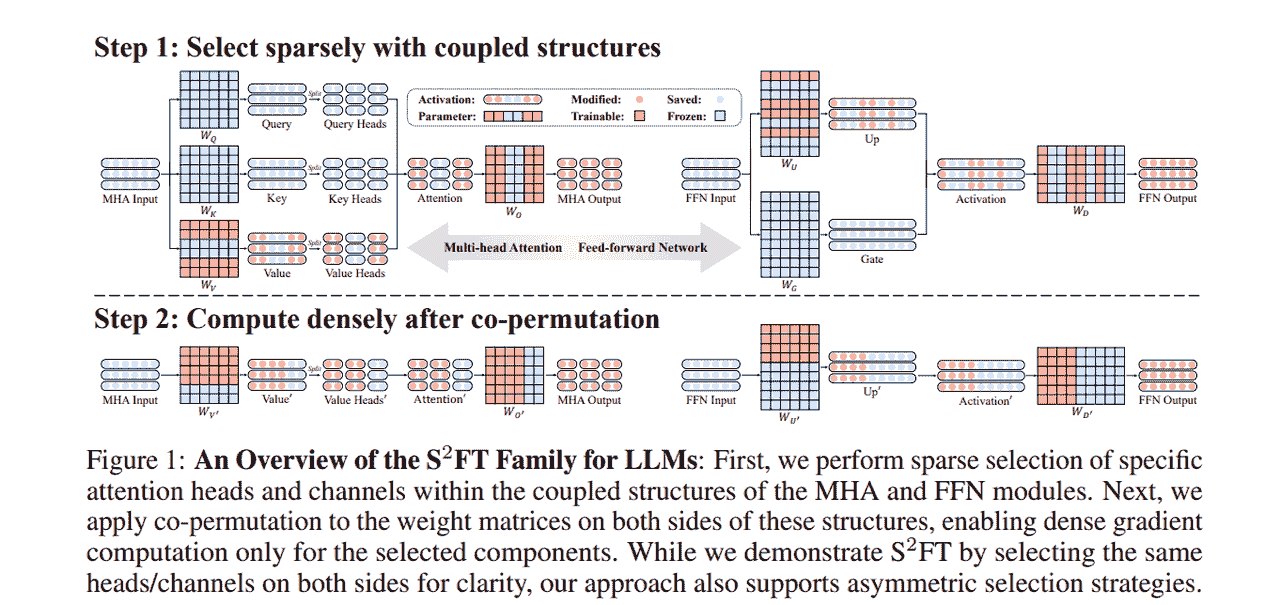 Step 1: Select sparsely with coupled structures
W_Q
Query
Split
Query Heads
Activation: Modified: Saved:
Parameter: Trainable: Frozen:
MHA Input
W_K
Key
Split
Key Heads
Attention
W_O
MHA Output
W_V
Value
Split
Value Heads
Multi-head Attention Feed-forward Network
FFN Input
W_U
Up
W_G
Gate
Activation
W_D
FFN Output
Step 2: Compute densely after co-permutation
MHA Input
W_V'
Value'
Split
Value Heads'
Attention'
W_O'
MHA Output
FFN Input
W_U'
Up'
Activation'
W_D'
FFN Output
Figure 1: An Overview of the S²FT Family for LLMs: First, we perform sparse selection of specific
attention heads and channels within the coupled structures of the MHA and FFN modules. Next, we
apply co-permutation to the weight matrices on both sides of these structures, enabling dense gradient
computation only for the selected components. While we demonstrate S²FT by selecting the same
heads/channels on both sides for clarity, our approach also supports asymmetric selection strategies.